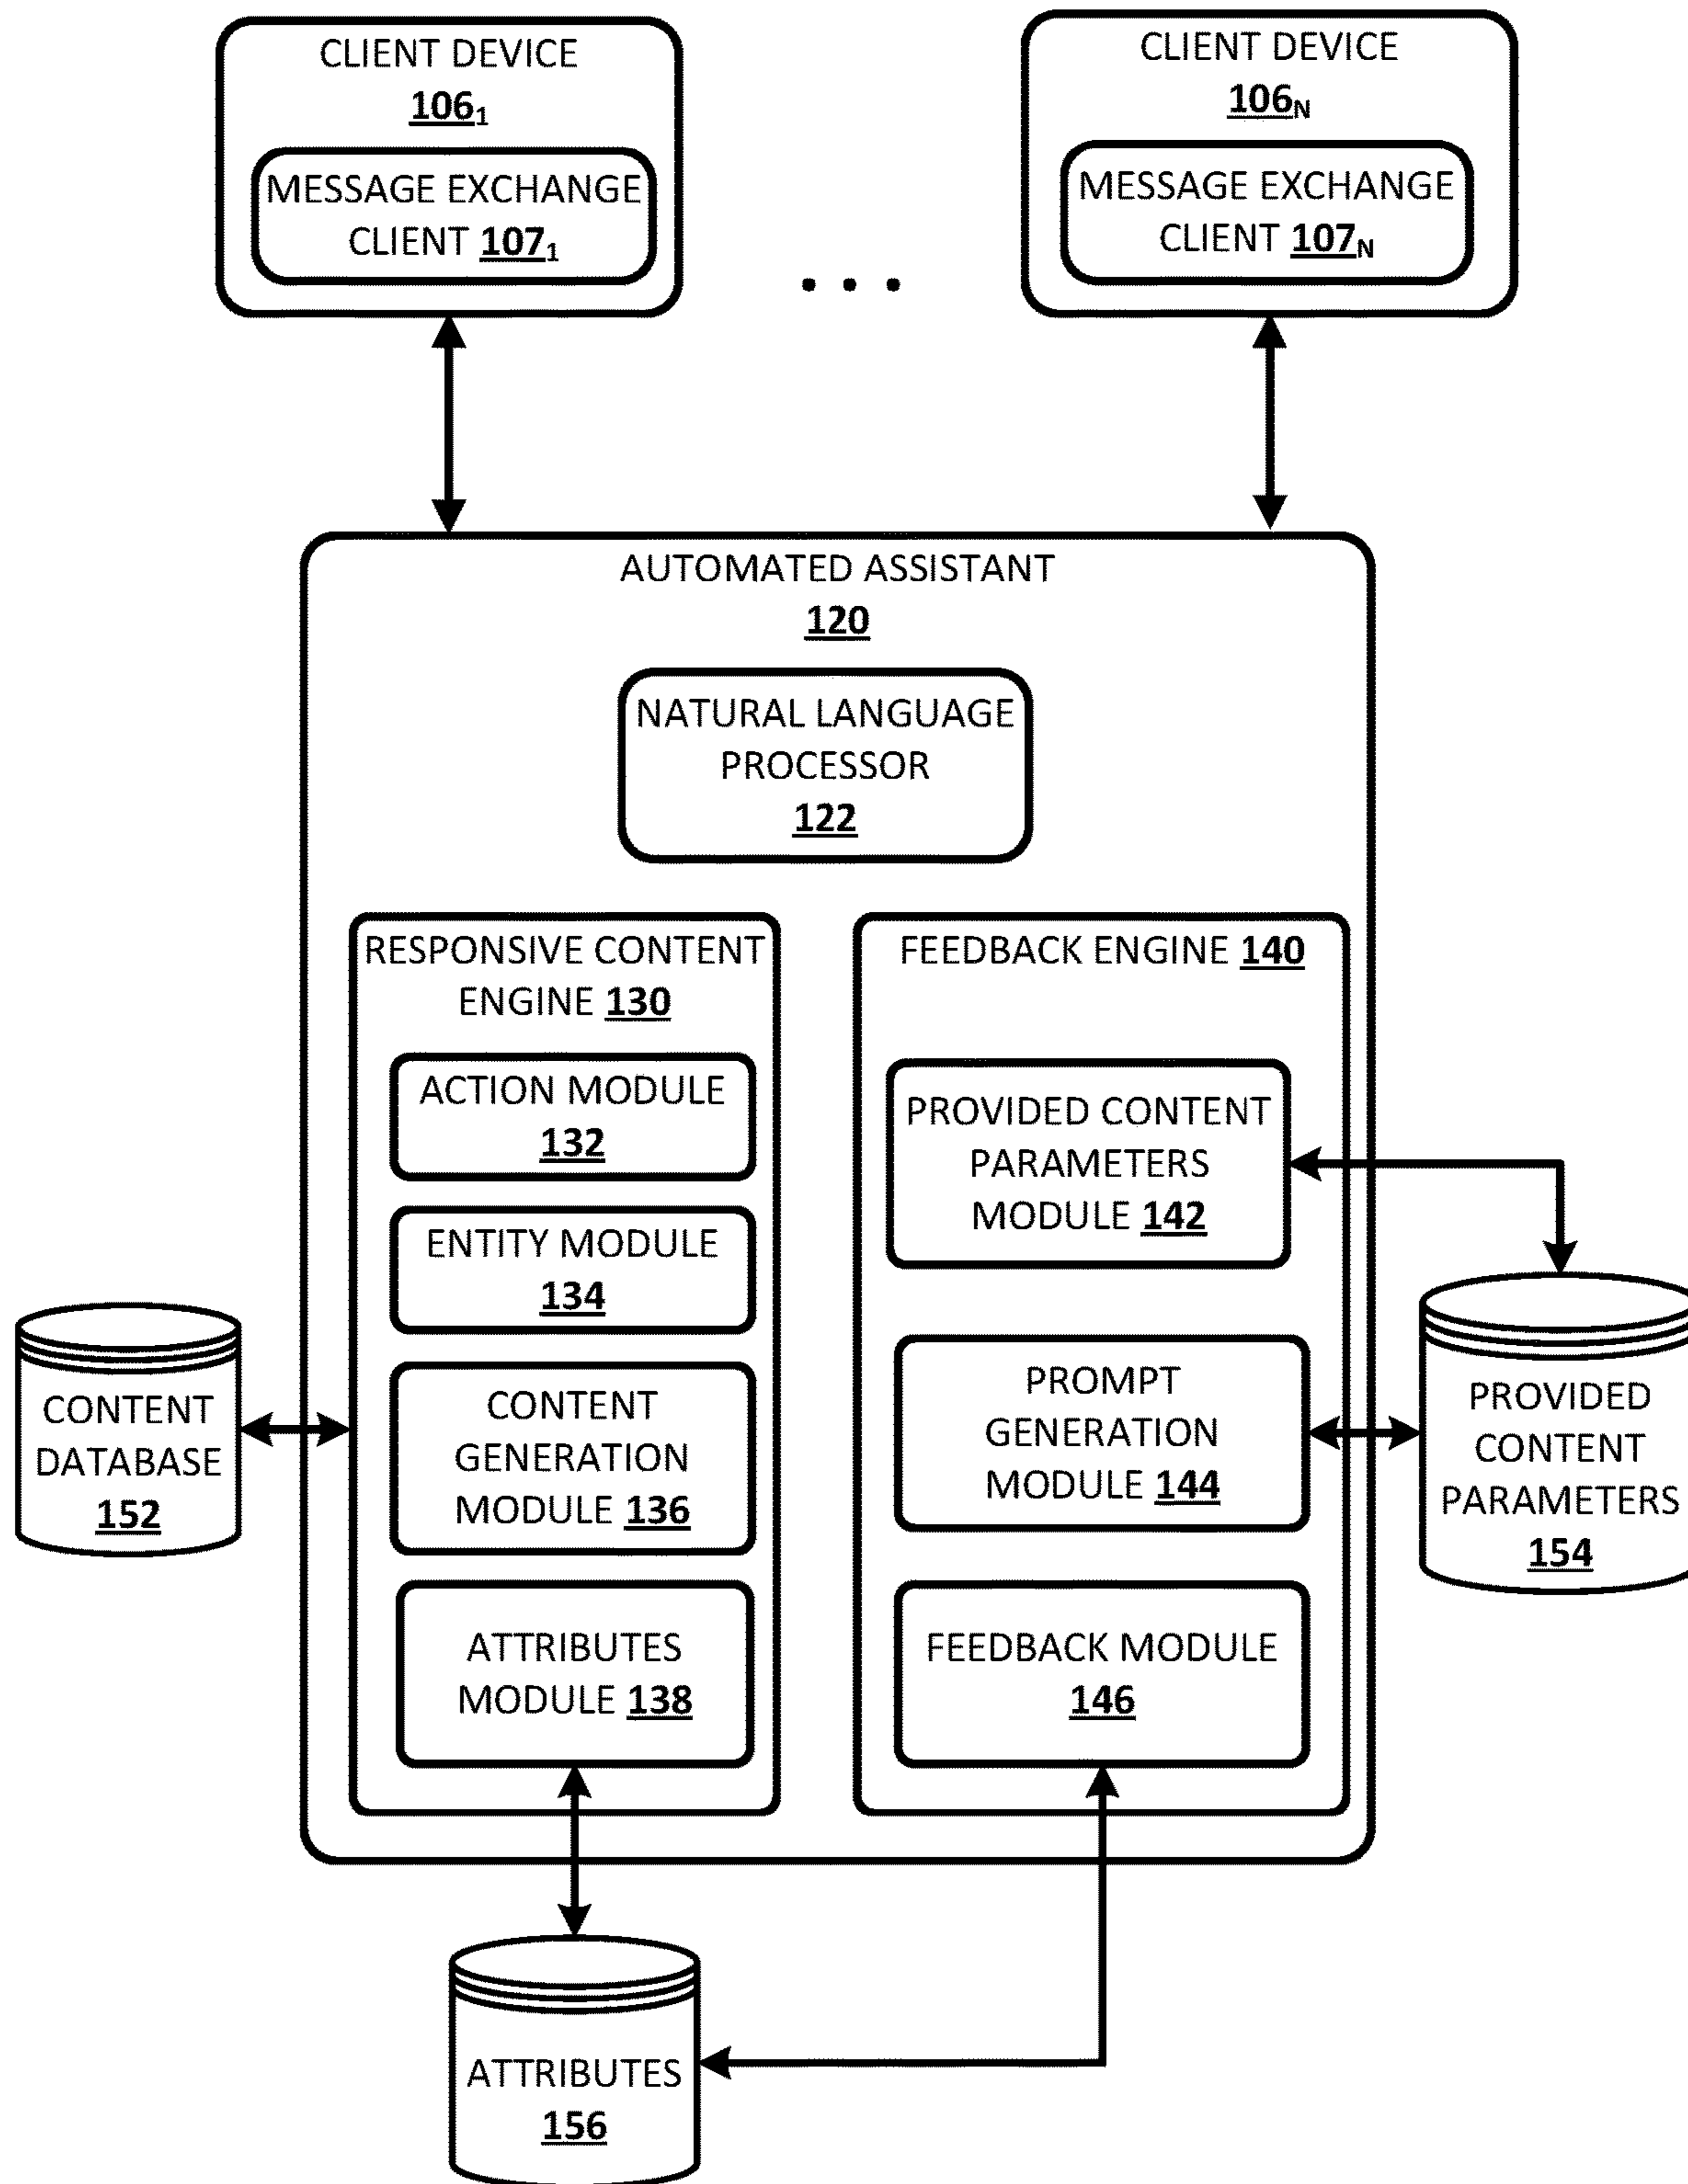 CLIENT DEVICE
106₁
MESSAGE EXCHANGE
CLIENT 107₁
CLIENT DEVICE
106ₙ
MESSAGE EXCHANGE
CLIENT 107ₙ
. . .
AUTOMATED ASSISTANT
120
NATURAL LANGUAGE
PROCESSOR
122
RESPONSIVE CONTENT
ENGINE 130
ACTION MODULE
132
ENTITY MODULE
134
CONTENT
GENERATION
MODULE 136
ATTRIBUTES
MODULE 138
FEEDBACK ENGINE 140
PROVIDED CONTENT
PARAMETERS
MODULE 142
PROMPT
GENERATION
MODULE 144
FEEDBACK MODULE
146
CONTENT
DATABASE
152
PROVIDED
CONTENT
PARAMETERS
154
ATTRIBUTES
156